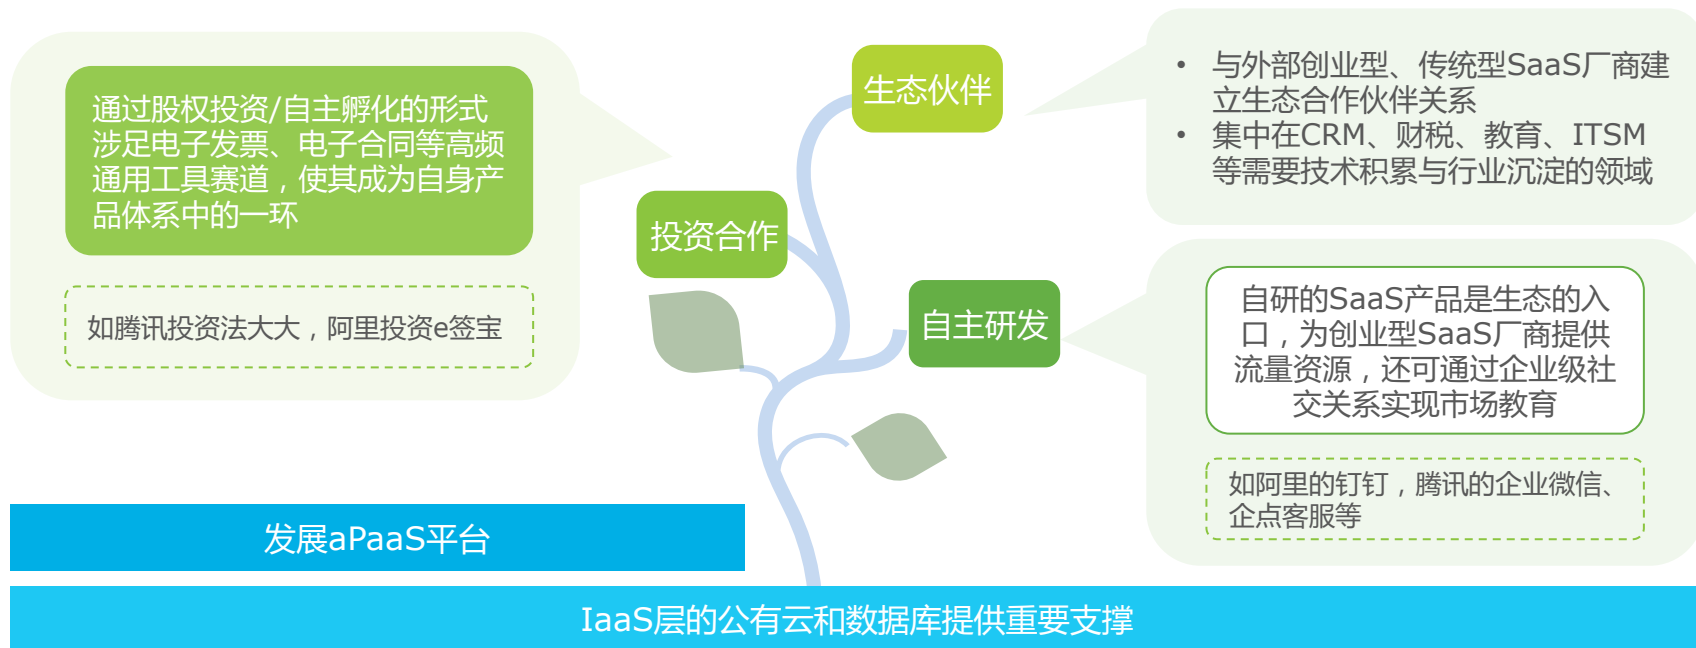 通过股权投资/自主孵化的形式
涉足电子发票、电子合同等高频
通用工具赛道，使其成为自身产
品体系中的一环
如腾讯投资法大大，阿里投资e签宝
生态伙伴
投资合作
自主研发
• 与外部创业型、传统型SaaS厂商建
立生态合作伙伴关系
• 集中在CRM、财税、教育、ITSM
等需要技术积累与行业沉淀的领域
自研的SaaS产品是生态的入
口，为创业型SaaS厂商提供
流量资源，还可通过企业级社
交关系实现市场教育
如阿里的钉钉，腾讯的企业微信、
企点客服等
发展aPaaS平台
IaaS层的公有云和数据库提供重要支撑